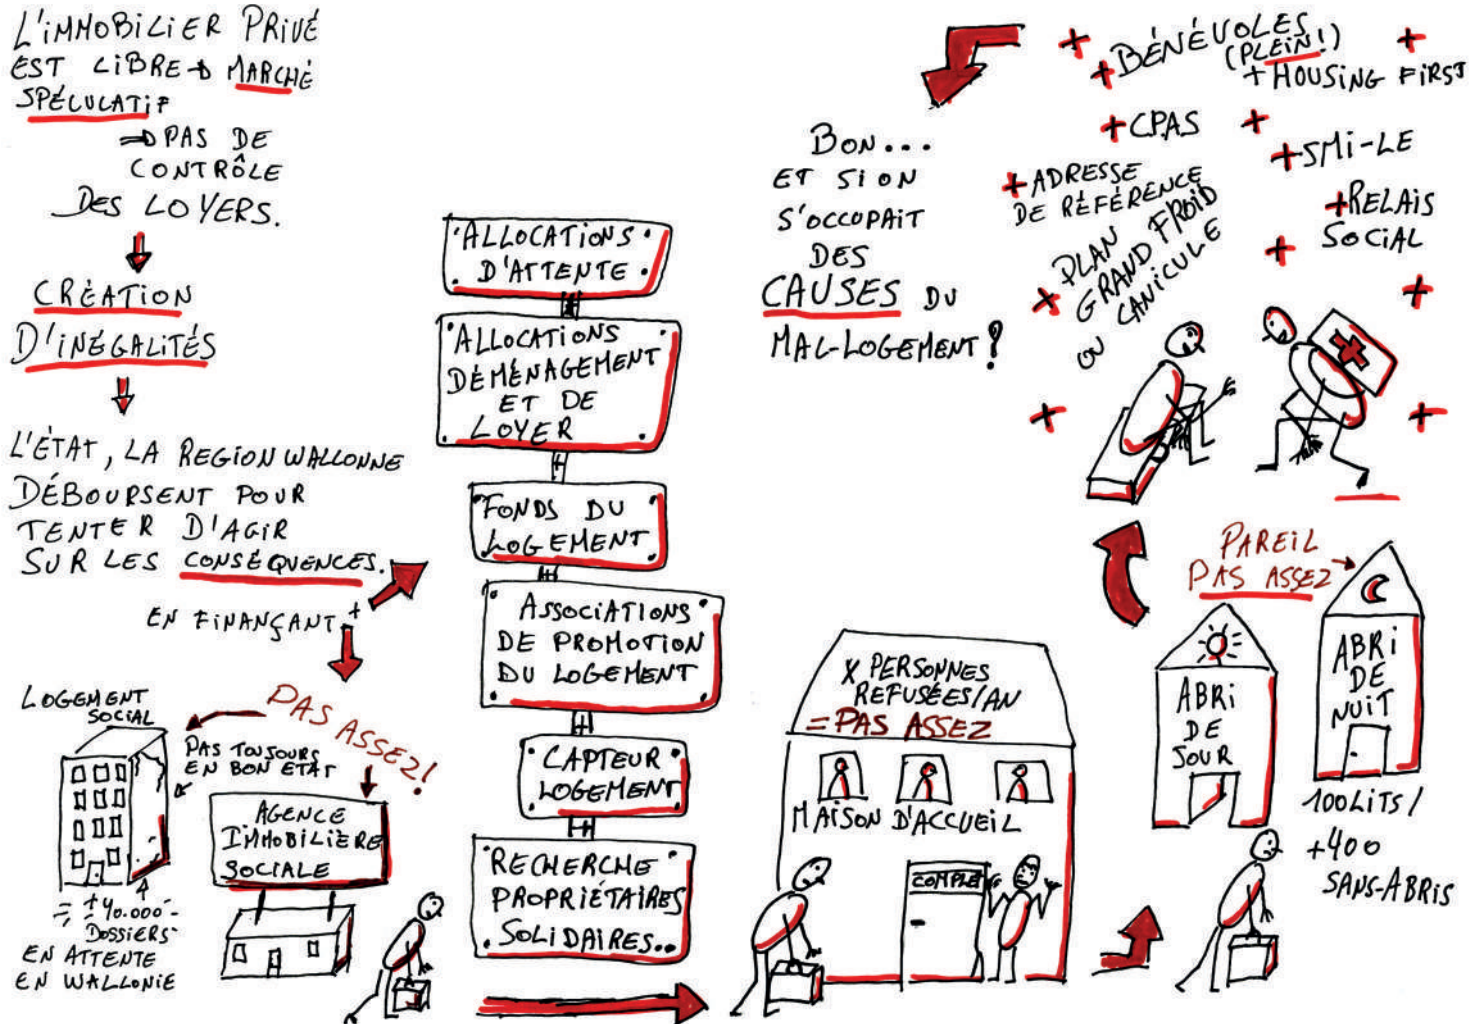 L'IMMOBILIER PRIVÉ
EST LIBRE → MARCHÉ
SPÉCULATIF
⇒ PAS DE
CONTRÔLE
DES LOYERS.
CRÉATION
D'INÉGALITÉS
L'ÉTAT, LA REGION WALLONNE
DÉBOURSENT POUR
TENTER D'AGIR
SUR LES CONSÉQUENCES.
EN FINANÇANT +
LOGEMENT
SOCIAL
PAS ASSEZ!
PAS TOUJOURS
EN BON ETAT
AGENCE
IMMOBILIÈRE
SOCIALE
= +40.000
DOSSIERS
EN ATTENTE
EN WALLONIE
ALLOCATIONS
D'ATTENTE
ALLOCATIONS
DÉMÉNAGEMENT
ET DE
LOYER
FONDS DU
LOGEMENT
ASSOCIATIONS
DE PROMOTION
DU LOGEMENT
CAPTEUR
LOGEMENT
RECHERCHE
PROPRIÉTAIRES
SOLIDAIRES...
X PERSONNES
REFUSÉES/AN
= PAS ASSEZ
MAISON D'ACCUEIL
COMPLET
ABRI
DE
JOUR
PAREIL
PAS ASSEZ
ABRI
DE
NUIT
100 LITS /
+400
SANS-ABRIS
+ BÉNÉVOLES
(PLEIN!)
+ HOUSING FIRST
+ CPAS
+ SMI-LE
+ ADRESSE
DE RÉFÉRENCE
+ RELAIS
SOCIAL
+ PLAN
GRAND FROID
OU CANICULE
BON...
ET SI ON
S'OCCUPAIT
DES
CAUSES DU
MAL-LOGEMENT?